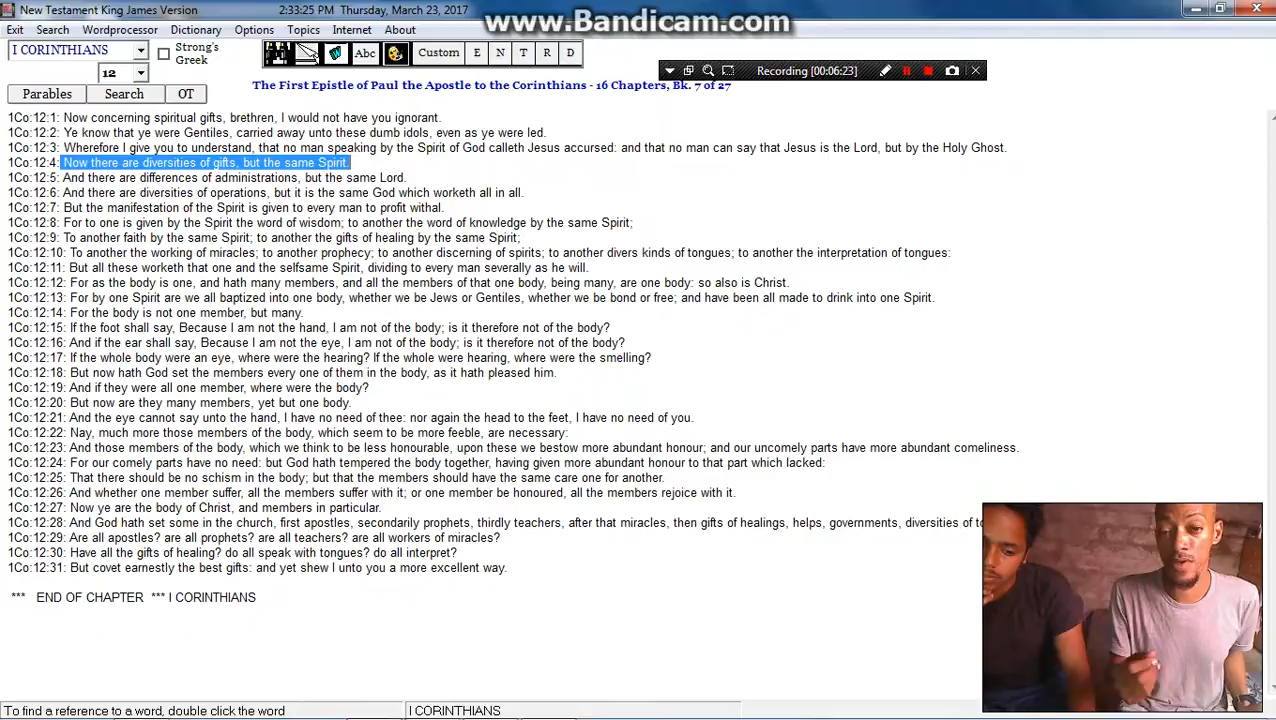 New Testament King James Version 2:33:25 PM Thursday, March 23, 2017
www.Bandicam.com
Exit Wordprocessor Dictionary Options Topics Internet About
I CORINTHIANS
Strong's
Greek
Abc Custom E N T R D
12
Recording [00:06:23]
Parables Search OT
The First Epistle of Paul the Apostle to the Corinthians - 16 Chapters, Bk. 7 of 27
1Co:12:1: Now concerning spiritual gifts, brethren, I would not have you ignorant.
1Co:12:2: Ye know that ye were Gentiles, carried away unto these dumb idols, even as ye were led.
1Co:12:3: Wherefore I give you to understand, that no man speaking by the Spirit of God calleth Jesus accursed: and that no man can say that Jesus is the Lord, but by the Holy Ghost.
1Co:12:4: Now there are diversities of gifts, but the same Spirit.
1Co:12:5: And there are differences of administrations, but the same Lord.
1Co:12:6: And there are diversities of operations, but it is the same God which worketh all in all.
1Co:12:7: But the manifestation of the Spirit is given to every man to profit withal.
1Co:12:8: For to one is given by the Spirit the word of wisdom; to another the word of knowledge by the same Spirit;
1Co:12:9: To another faith by the same Spirit; to another the gifts of healing by the same Spirit;
1Co:12:10: To another the working of miracles; to another prophecy; to another discerning of spirits; to another divers kinds of tongues; to another the interpretation of tongues:
1Co:12:11: But all these worketh that one and the selfsame Spirit, dividing to every man severally as he will.
1Co:12:12: For as the body is one, and hath many members, and all the members of that one body, being many, are one body: so also is Christ.
1Co:12:13: For by one Spirit are we all baptized into one body, whether we be Jews or Gentiles, whether we be bond or free; and have been all made to drink into one Spirit.
1Co:12:14: For the body is not one member, but many.
1Co:12:15: If the foot shall say, Because I am not the hand, I am not of the body; is it therefore not of the body?
1Co:12:16: And if the ear shall say, Because I am not the eye, I am not of the body; is it therefore not of the body?
1Co:12:17: If the whole body were an eye, where were the hearing? If the whole were hearing, where were the smelling?
1Co:12:18: But now hath God set the members every one of them in the body, as it hath pleased him.
1Co:12:19: And if they were all one member, where were the body?
1Co:12:20: But now are they many members, yet but one body.
1Co:12:21: And the eye cannot say unto the hand, I have no need of thee: nor again the head to the feet, I have no need of you.
1Co:12:22: Nay, much more those members of the body, which seem to be more feeble, are necessary:
1Co:12:23: And those members of the body, which we think to be less honourable, upon these we bestow more abundant honour; and our uncomely parts have more abundant comeliness.
1Co:12:24: For our comely parts have no need: but God hath tempered the body together, having given more abundant honour to that part which lacked:
1Co:12:25: That there should be no schism in the body; but that the members should have the same care one for another.
1Co:12:26: And whether one member suffer, all the members suffer with it; or one member be honoured, all the members rejoice with it.
1Co:12:27: Now ye are the body of Christ, and members in particular.
1Co:12:28: And God hath set some in the church, first apostles, secondarily prophets, thirdly teachers, after that miracles, then gifts of healings, helps, governments, diversities of
1Co:12:29: Are all apostles? are all prophets? are all teachers? are all workers of miracles?
1Co:12:30: Have all the gifts of healing? do all speak with tongues? do all interpret?
1Co:12:31: But covet earnestly the best gifts: and yet shew I unto you a more excellent way.
*** END OF CHAPTER *** I CORINTHIANS
To find a reference to a word, double click the word I CORINTHIANS